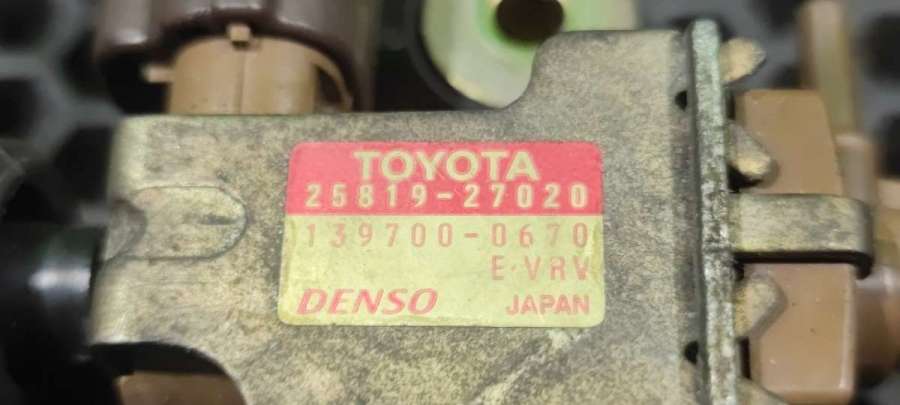 TOYOTA
25819-27020
139700-0670
E·VRV
DENSO JAPAN